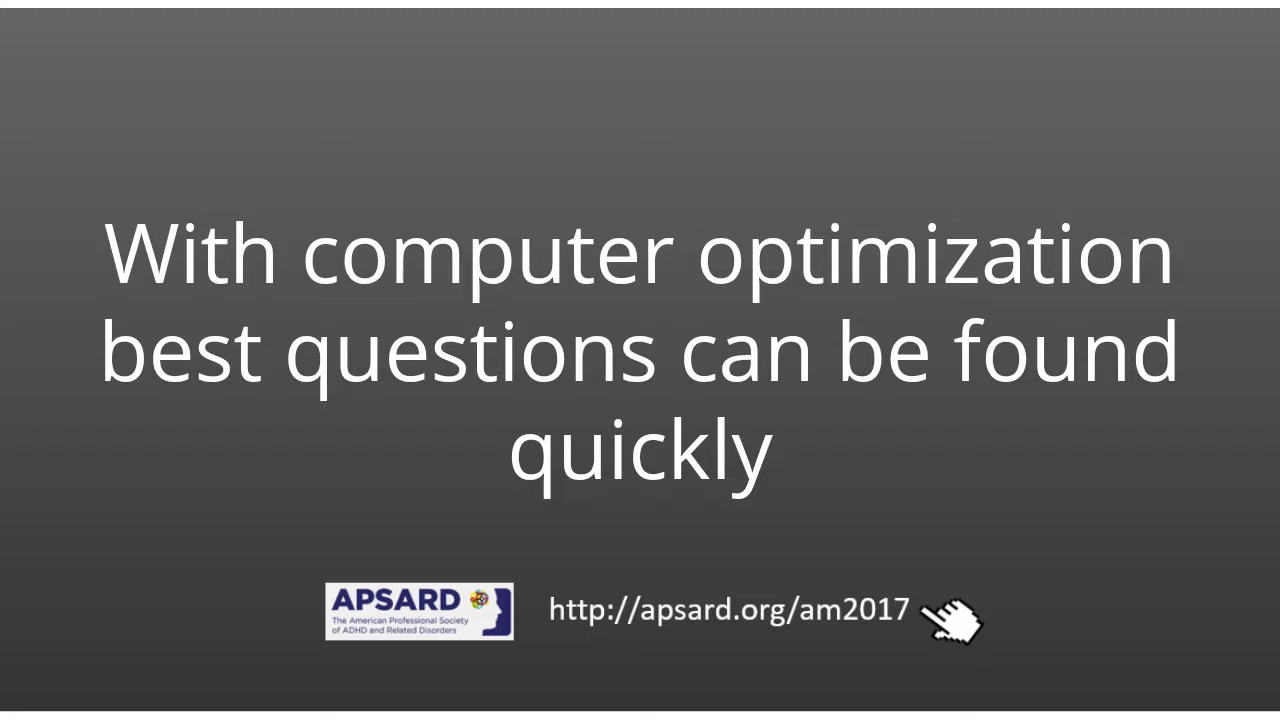 With computer optimization
best questions can be found
quickly
APSARD
The American Professional Society
of ADHD and Related Disorders
http://apsard.org/am2017